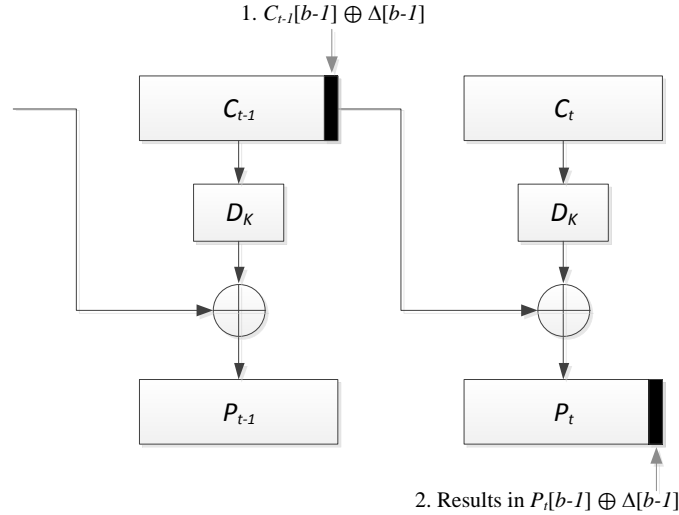 1. C_{t-1}[b-1] ⊕ Δ[b-1]
C_{t-1}
C_t
D_K
D_K
P_{t-1}
P_t
2. Results in P_t[b-1] ⊕ Δ[b-1]